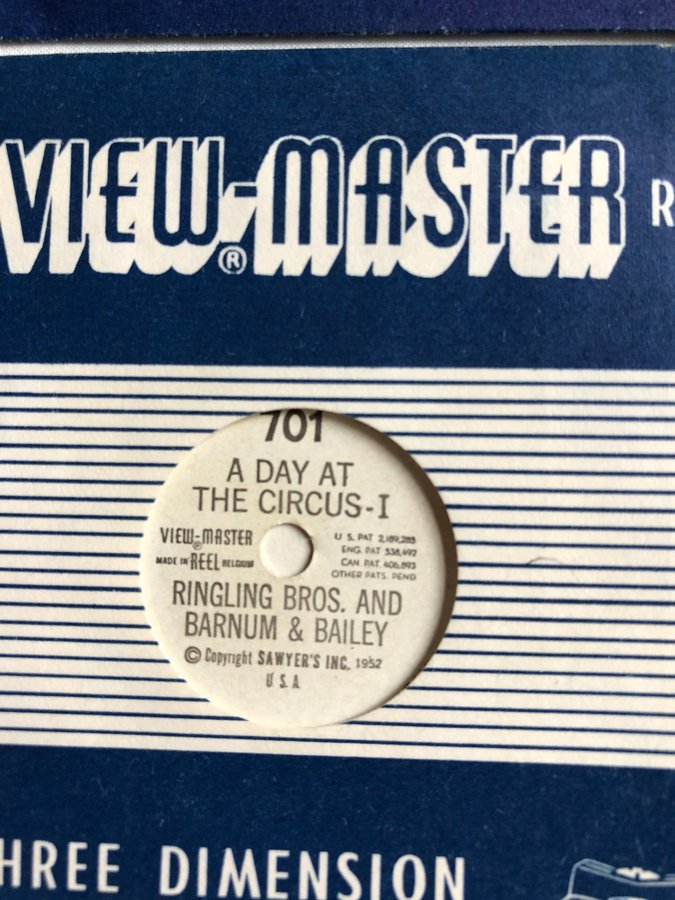 VIEW-MASTER® R
701
A DAY AT
THE CIRCUS-I
VIEW-MASTER®
MADE IN REEL BELGIUM
U S. PAT 2,189,285
ENG. PAT 538,492
CAN PAT. 406,893
OTHER PATS. PEND
RINGLING BROS. AND
BARNUM & BAILEY
© Copyright SAWYER'S INC., 1952
U S A
HREE DIMENSION